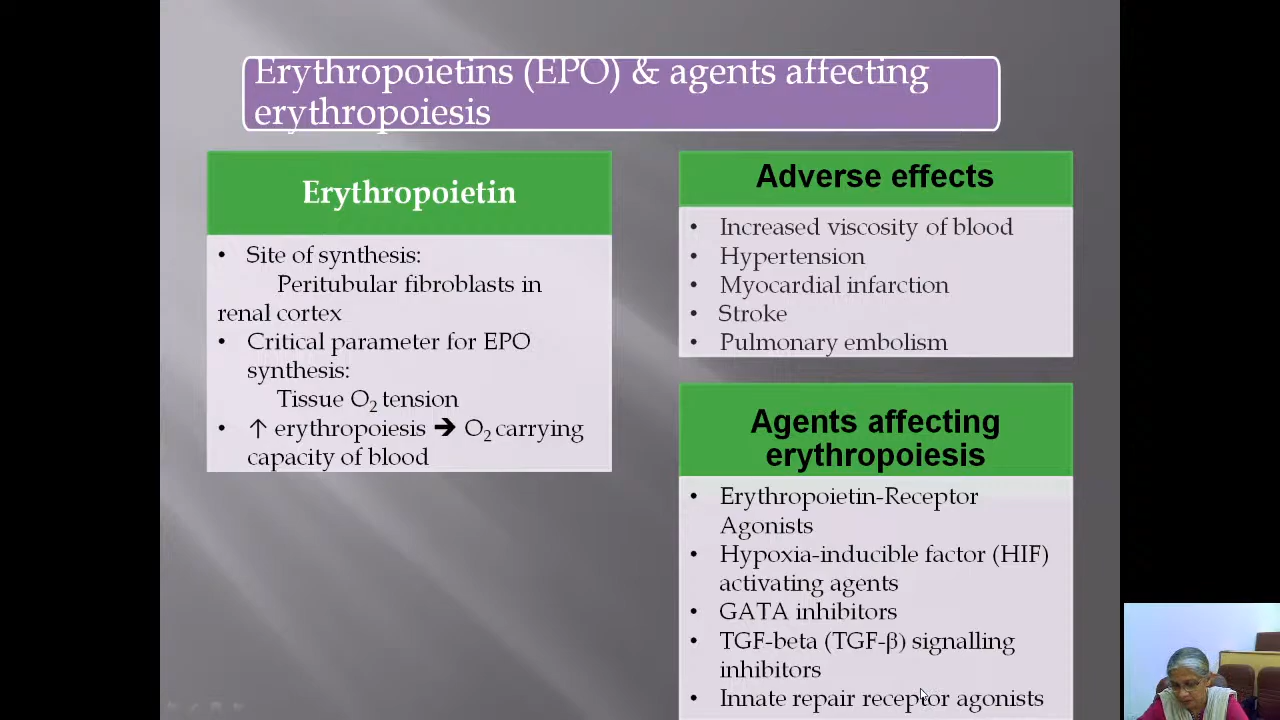 Erythropoietins (EPO) & agents affecting
erythropoiesis
Erythropoietin
• Site of synthesis:
Peritubular fibroblasts in
renal cortex
• Critical parameter for EPO
synthesis:
Tissue O₂ tension
• ↑ erythropoiesis ➔ O₂ carrying
capacity of blood
Adverse effects
• Increased viscosity of blood
• Hypertension
• Myocardial infarction
• Stroke
• Pulmonary embolism
Agents affecting
erythropoiesis
• Erythropoietin-Receptor
Agonists
• Hypoxia-inducible factor (HIF)
activating agents
• GATA inhibitors
• TGF-beta (TGF-β) signalling
inhibitors
• Innate repair receptor agonists